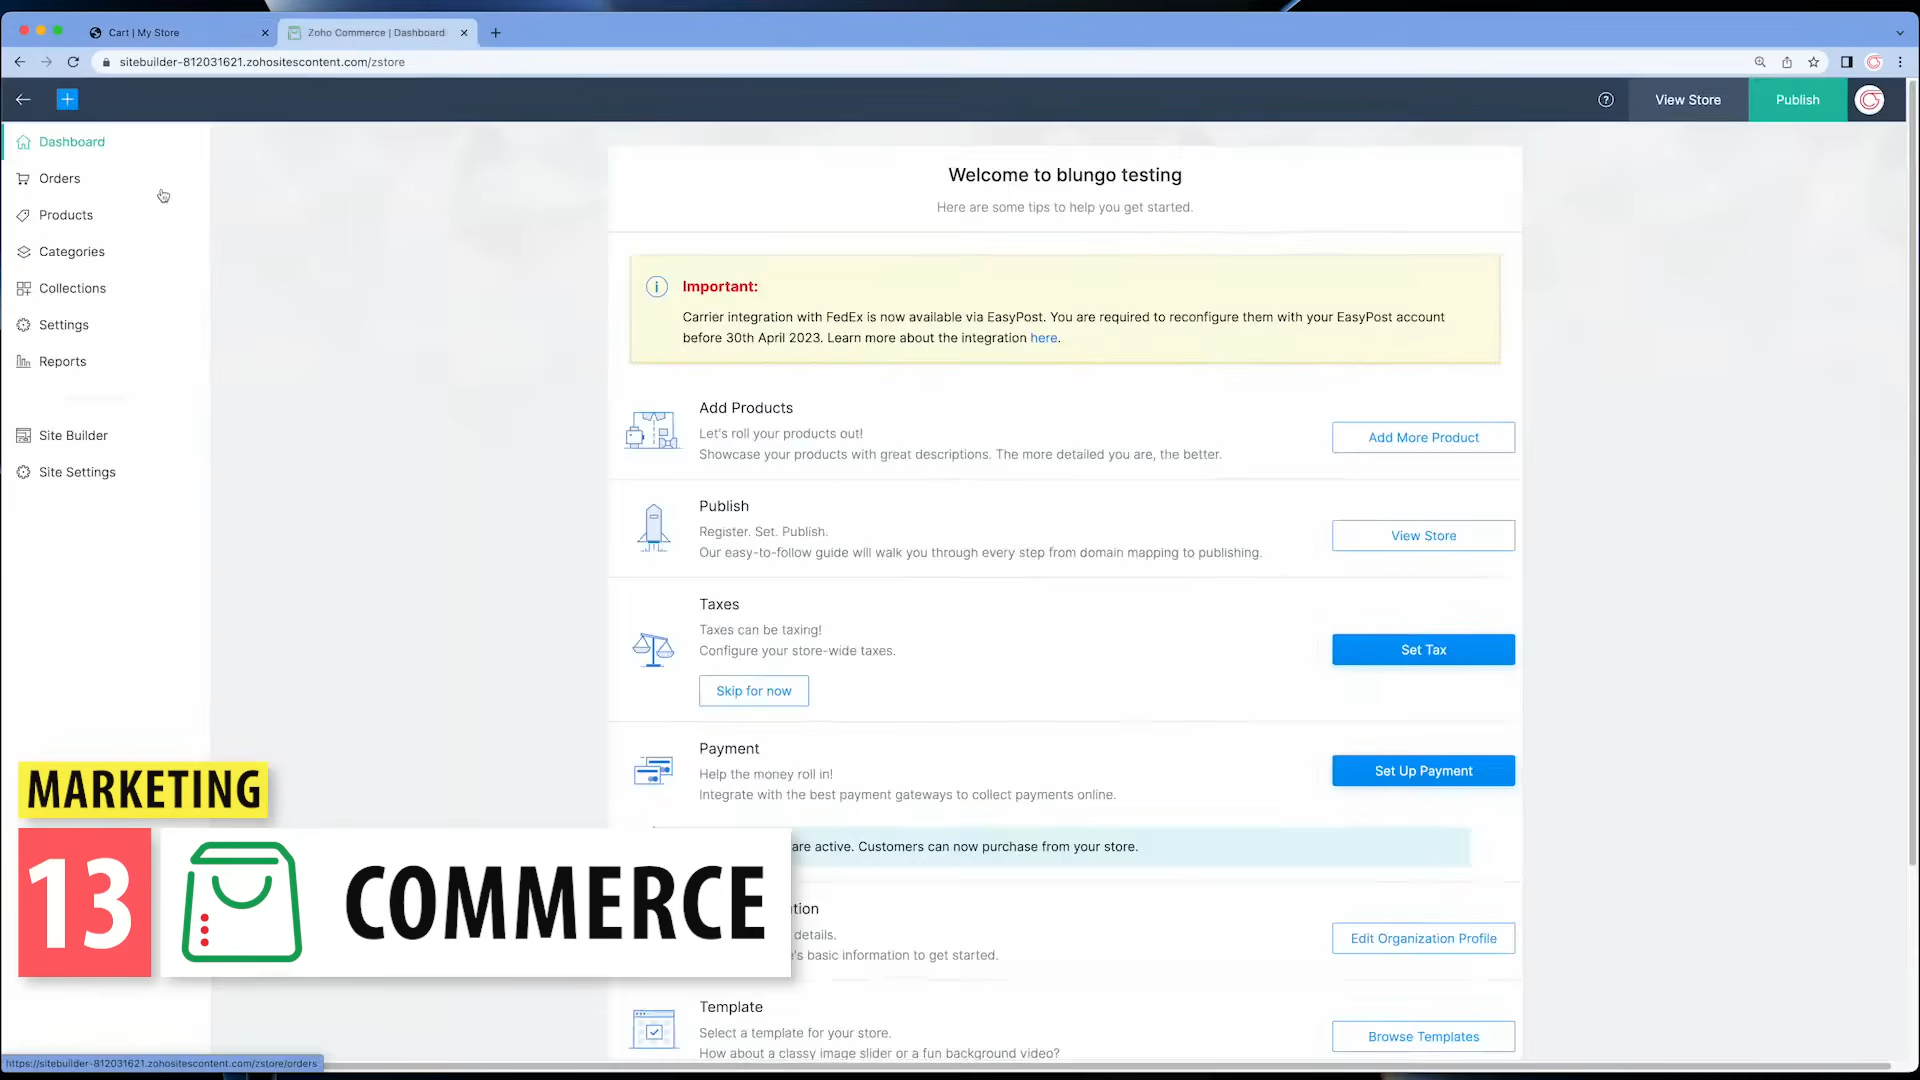 Cart | My Store
Zoho Commerce | Dashboard
sitebuilder-812031621.zohositescontent.com/zstore
View Store
Publish
Dashboard
Orders
Products
Categories
Collections
Settings
Reports
Site Builder
Site Settings
Welcome to blungo testing
Here are some tips to help you get started.
Important:
Carrier integration with FedEx is now available via EasyPost. You are required to reconfigure them with your EasyPost account
before 30th April 2023. Learn more about the integration here.
Add Products
Let's roll your products out!
Showcase your products with great descriptions. The more detailed you are, the better.
Add More Product
Publish
Register. Set. Publish.
Our easy-to-follow guide will walk you through every step from domain mapping to publishing.
View Store
Taxes
Taxes can be taxing!
Configure your store-wide taxes.
Set Tax
Skip for now
Payment
Help the money roll in!
Integrate with the best payment gateways to collect payments online.
Set Up Payment
are active. Customers can now purchase from your store.
details.
's basic information to get started.
Edit Organization Profile
Template
Select a template for your store.
How about a classy image slider or a fun background video?
Browse Templates
MARKETING
13
COMMERCE
https://sitebuilder-812031621.zohositescontent.com/zstore/orders